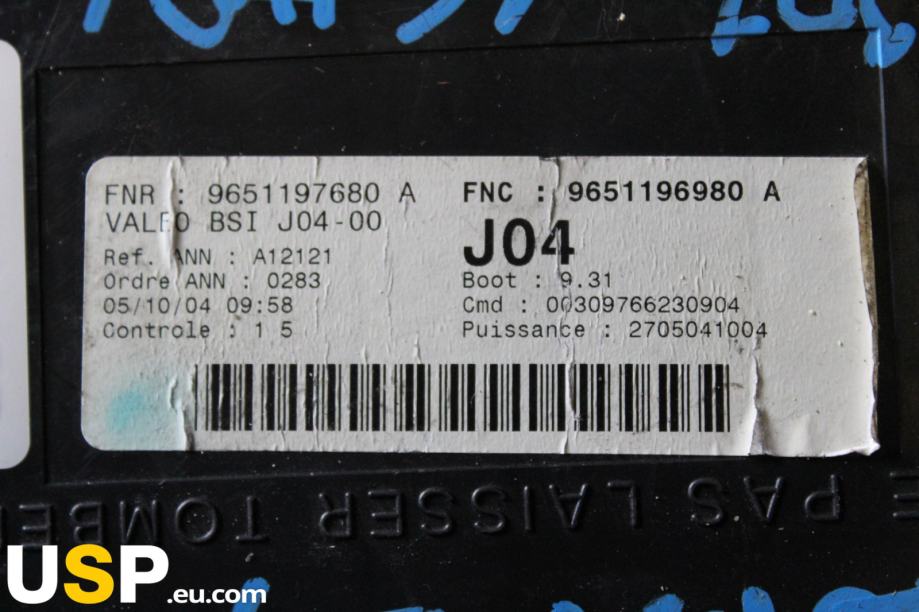 FNR : 9651197680 A
VALEO BSI J04-00
Ref. ANN : A12121
Ordre ANN : 0283
05/10/04 09:58
Controle : 1 5
FNC : 9651196980 A
J04
Boot : 9.31
Cmd : 00309766230904
Puissance : 2705041004
E PAS LAISSER TOMBE
USP.eu.com